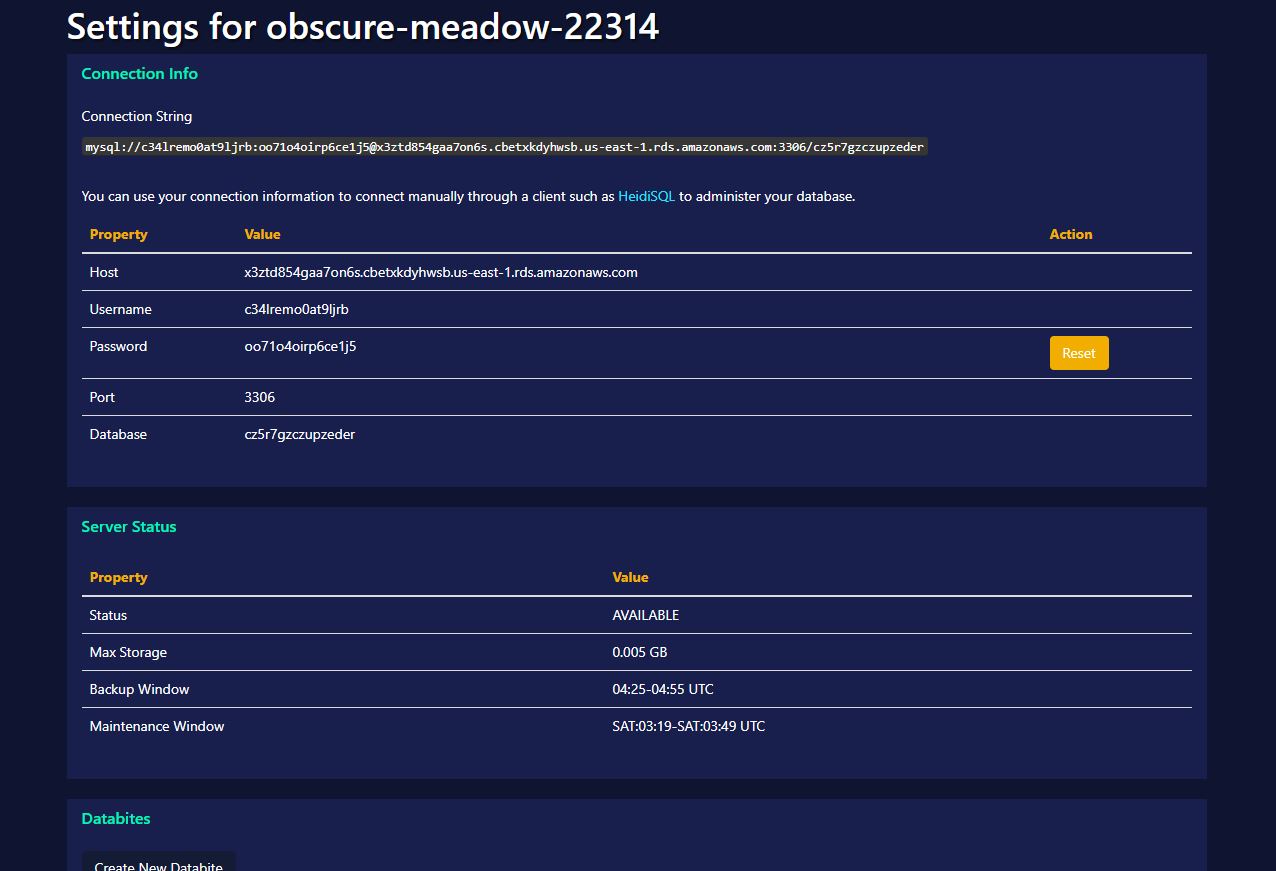 Settings for obscure-meadow-22314
Connection Info
Connection String
mysql://c34lremo0at9ljrb:oo71o4oirp6ce1j5@x3ztd854gaa7on6s.cbetxkdyhwsb.us-east-1.rds.amazonaws.com:3306/cz5r7gzczupzeder
You can use your connection information to connect manually through a client such as HeidiSQL to administer your database.
Property Value Action
Host x3ztd854gaa7on6s.cbetxkdyhwsb.us-east-1.rds.amazonaws.com
Username c34lremo0at9ljrb
Password oo71o4oirp6ce1j5 Reset
Port 3306
Database cz5r7gzczupzeder
Server Status
Property Value
Status AVAILABLE
Max Storage 0.005 GB
Backup Window 04:25-04:55 UTC
Maintenance Window SAT:03:19-SAT:03:49 UTC
Databites
Create New Databite